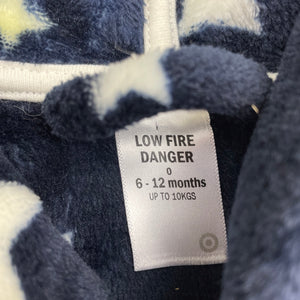 LOW FIRE
DANGER
0
6 - 12 months
UP TO 10KGS